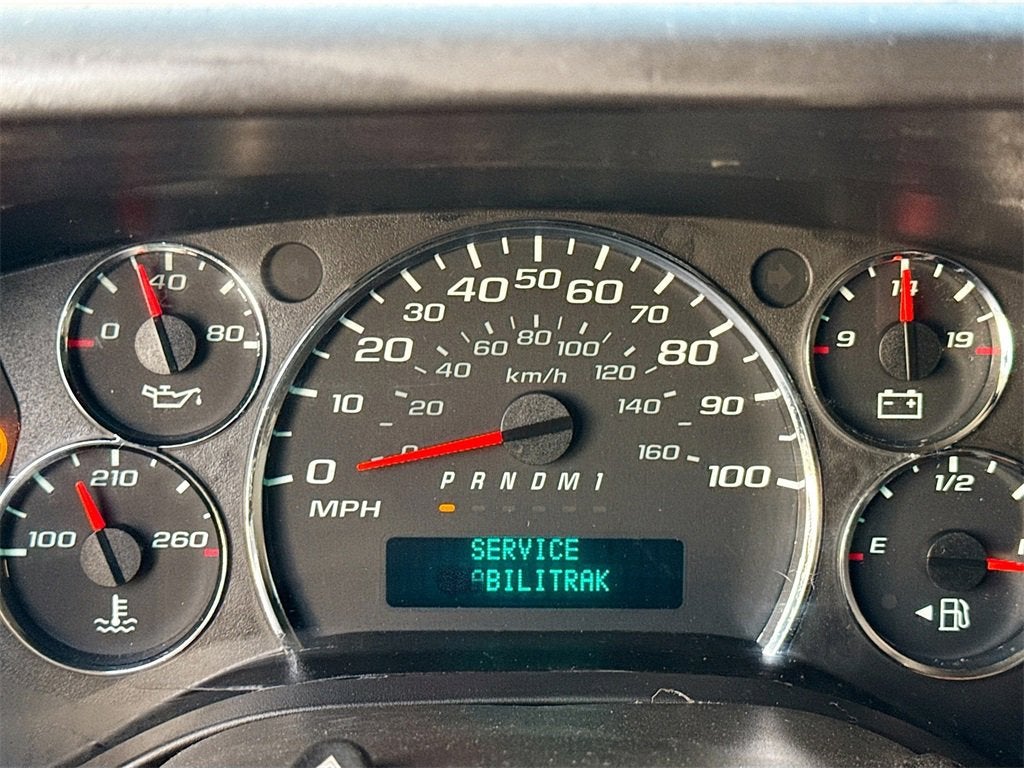 0 40 80
100 210 260
0 10 20 30 40 50 60 70 80 90 100
MPH
0 20 40 60 80 100 120 140 160
km/h
P R N D M 1
SERVICE
ABILITRAK
9 14 19
E 1/2